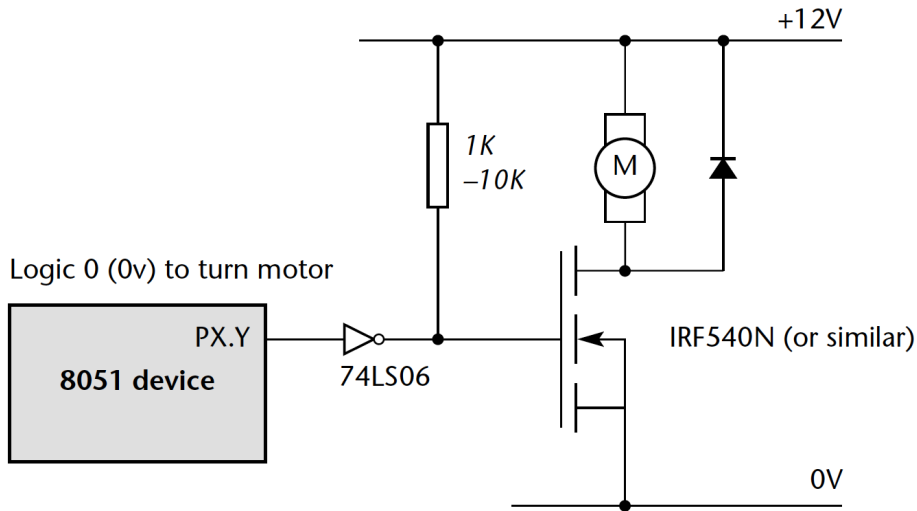 +12V
1K
–10K
M
Logic 0 (0v) to turn motor
PX.Y
8051 device
74LS06
IRF540N (or similar)
0V